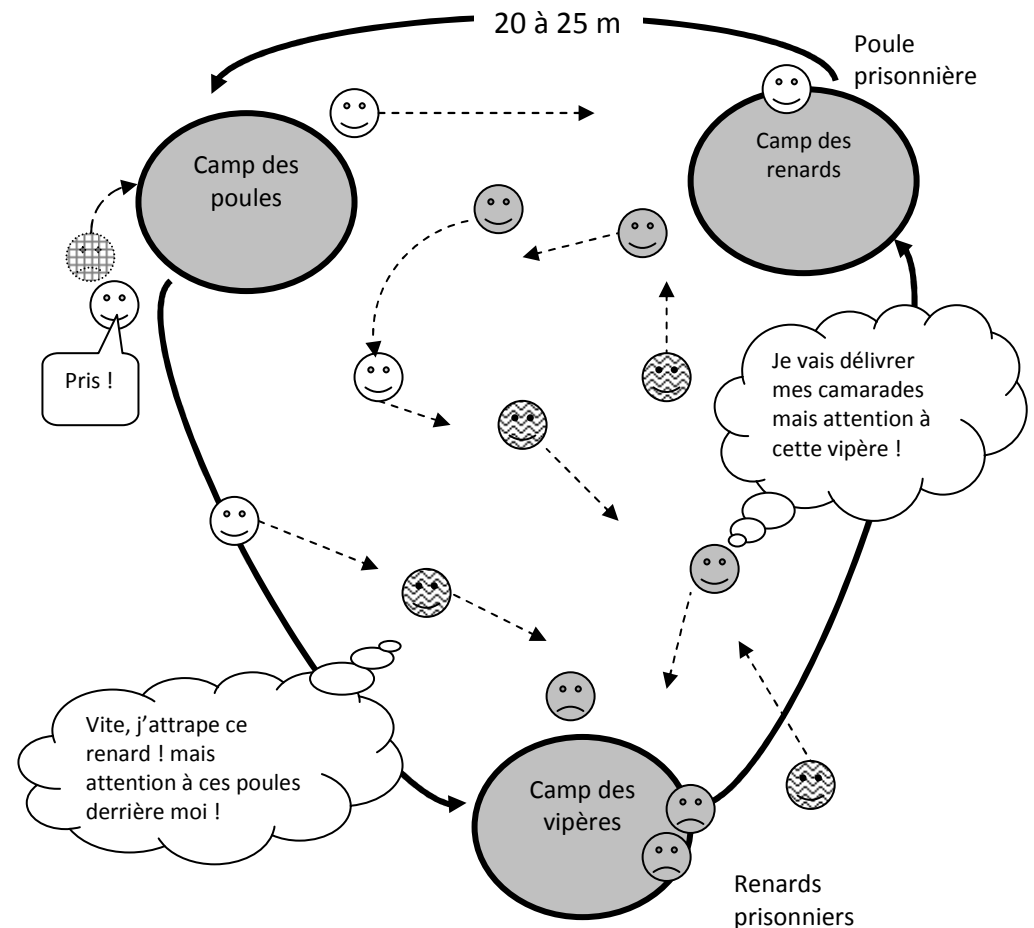 20 à 25 m
Poule
prisonnière
Camp des
poules
Camp des
renards
Pris !
Je vais délivrer
mes camarades
mais attention à
cette vipère !
Vite, j’attrape ce
renard ! mais
attention à ces poules
derrière moi !
Camp des
vipères
Renards
prisonniers